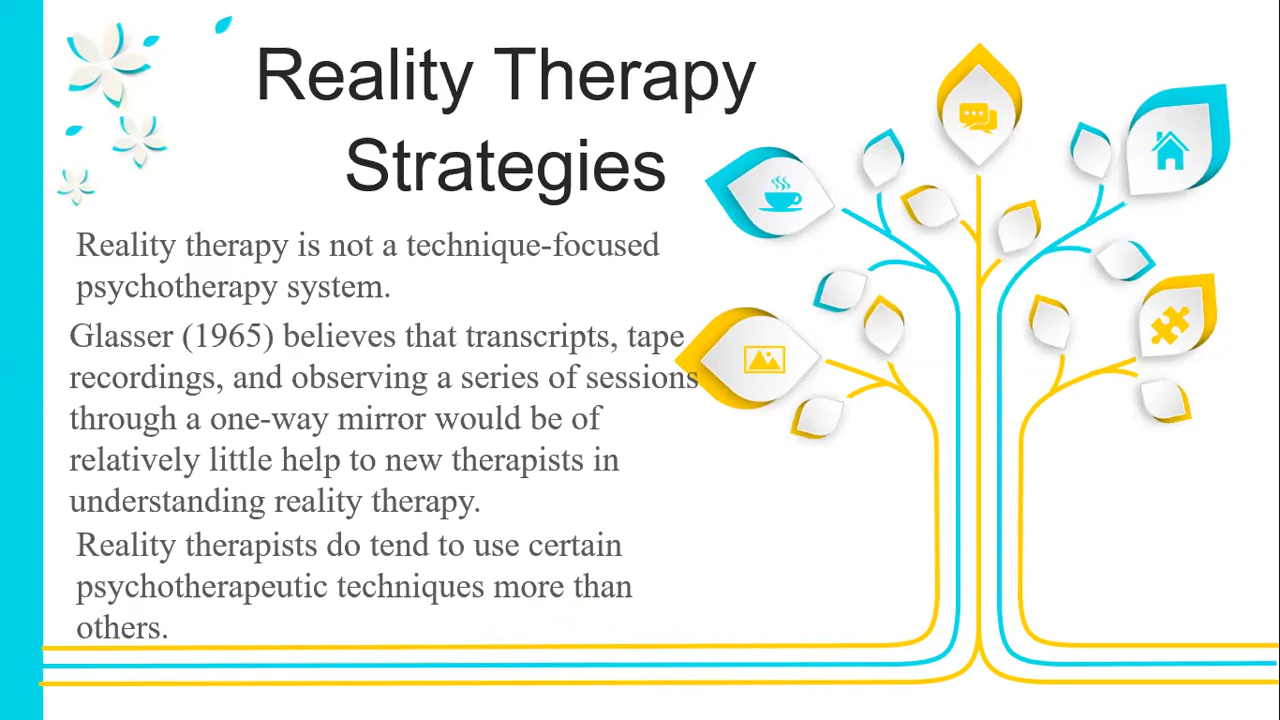 Reality Therapy
Strategies
Reality therapy is not a technique-focused
psychotherapy system.
Glasser (1965) believes that transcripts, tape
recordings, and observing a series of sessions
through a one-way mirror would be of
relatively little help to new therapists in
understanding reality therapy.
Reality therapists do tend to use certain
psychotherapeutic techniques more than
others.